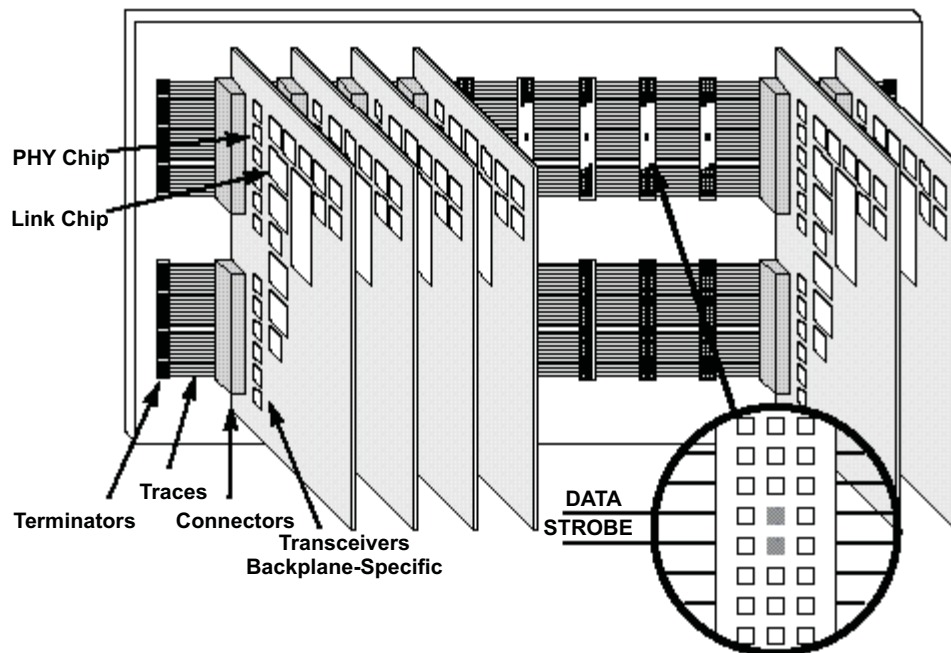 PHY Chip
Link Chip
Traces
Terminators
Connectors
Transceivers
Backplane-Specific
DATA
STROBE